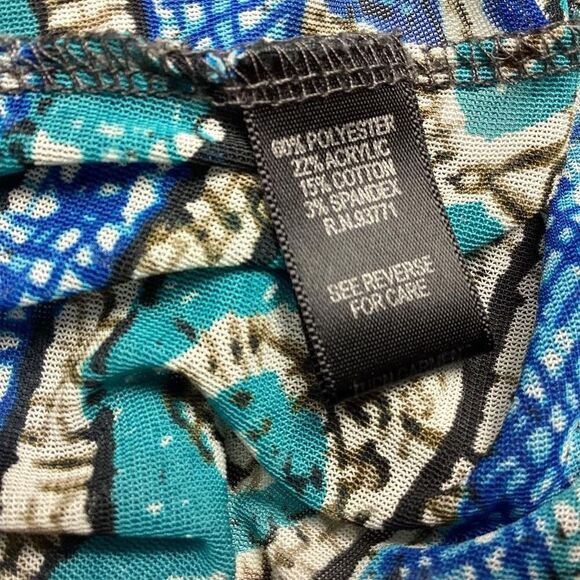 60% POLYESTER
22% ACRYLIC
15% COTTON
3% SPANDEX
R.N.93771
SEE REVERSE
FOR CARE